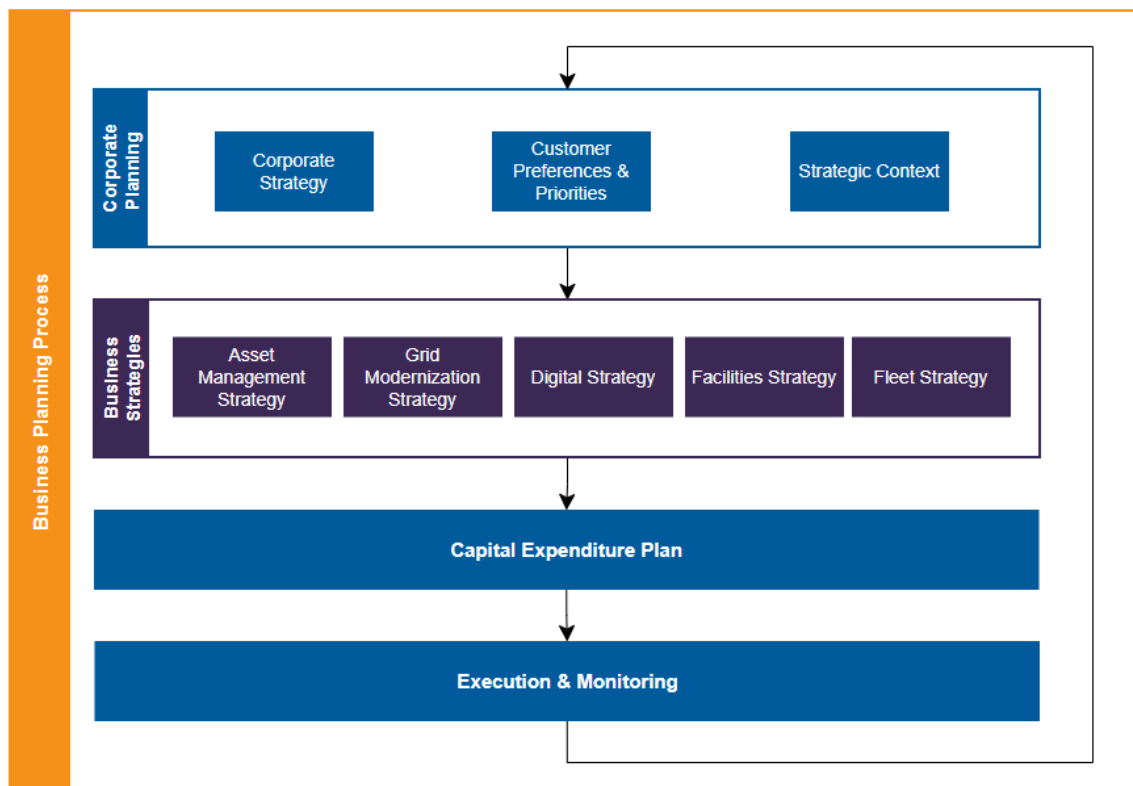 Business Planning Process
Corporate
Planning
Corporate
Strategy
Customer
Preferences &
Priorities
Strategic Context
Business
Strategles
Asset
Management
Strategy
Grid
Modernization
Strategy
Digital Strategy
Facilities Strategy
Fleet Strategy
Capital Expenditure Plan
Execution & Monitoring